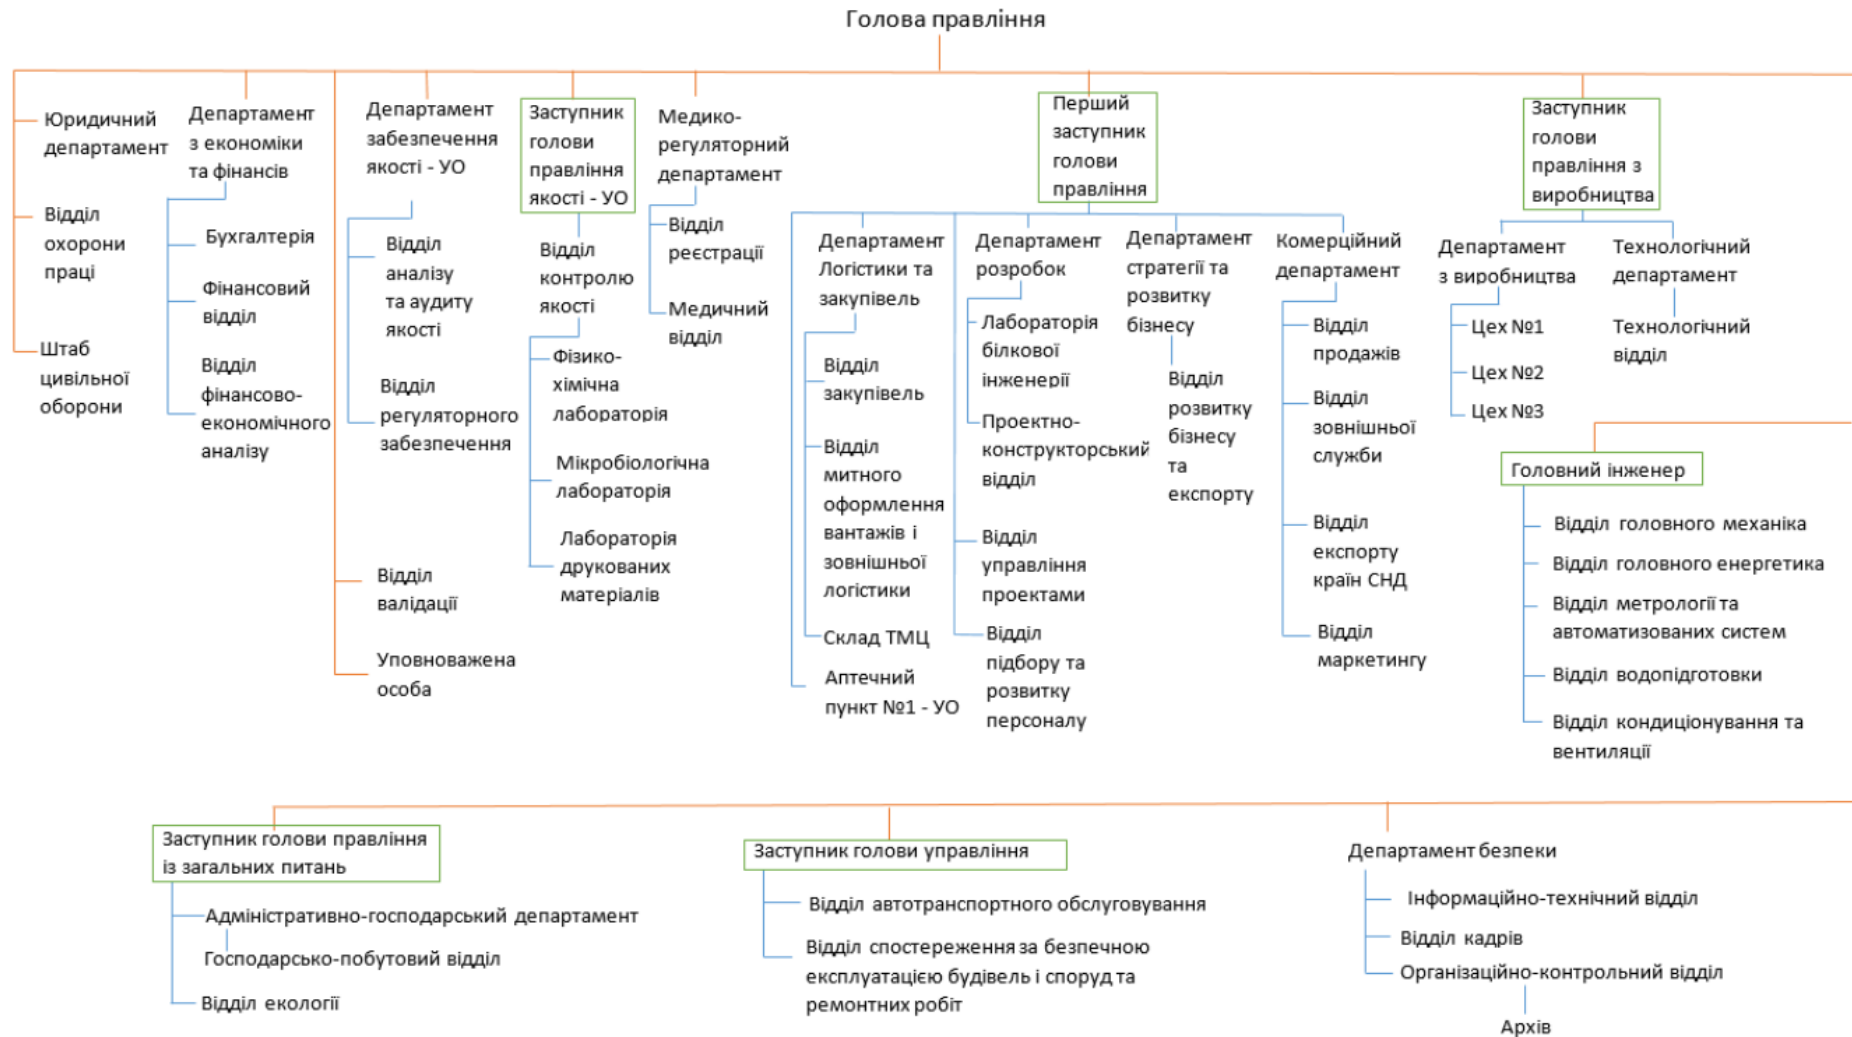 Голова правління
Юридичний
департамент
Відділ
охорони
праці
Штаб
цивільної
оборони
Департамент
з економіки
та фінансів
Бухгалтерія
Фінансовий
відділ
Відділ
фінансово-
економічного
аналізу
Департамент
забезпечення
якості - УО
Відділ
аналізу
та аудиту
якості
Відділ
регуляторного
забезпечення
Відділ
валідації
Уповноважена
особа
Заступник
голови
правління
якості - УО
Відділ
контролю
якості
Фізико-
хімічна
лабораторія
Мікробіологічна
лабораторія
Лабораторія
друкованих
матеріалів
Медико-
регуляторний
департамент
Відділ
реєстрації
Медичний
відділ
Перший
заступник
голови
правління
Департамент
Логістики та
закупівель
Відділ
закупівель
Відділ
митного
оформлення
вантажів і
зовнішньої
логістики
Склад ТМЦ
Аптечний
пункт №1 - УО
Департамент
розробок
Лабораторія
білкової
інженерії
Проектно-
конструкторський
відділ
Відділ
управління
проектами
Відділ
підбору та
розвитку
персоналу
Департамент
стратегії та
розвитку
бізнесу
Відділ
розвитку
бізнесу
та
експорту
Комерційний
департамент
Відділ
продажів
Відділ
зовнішньої
служби
Відділ
експорту
країн СНД
Відділ
маркетингу
Заступник
голови
правління з
виробництва
Департамент
з виробництва
Цех №1
Цех №2
Цех №3
Технологічний
департамент
Технологічний
відділ
Головний інженер
Відділ головного механіка
Відділ головного енергетика
Відділ метрології та
автоматизованих систем
Відділ водопідготовки
Відділ кондиціонування та
вентиляції
Заступник голови правління
із загальних питань
Адміністративно-господарський департамент
Господарсько-побутовий відділ
Відділ екології
Заступник голови управління
Відділ автотранспортного обслуговування
Відділ спостереження за безпечною
експлуатацією будівель і споруд та
ремонтних робіт
Департамент безпеки
Інформаційно-технічний відділ
Відділ кадрів
Організаційно-контрольний відділ
Архів